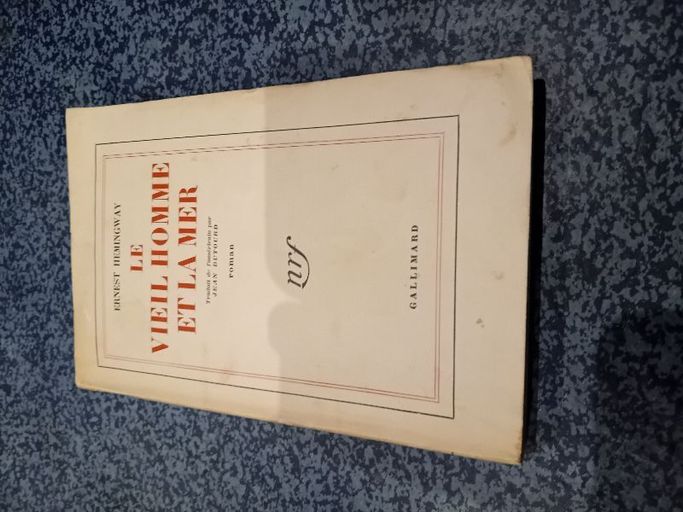 ERNEST HEMINGWAY
LE
VIEIL HOMME
ET LA MER
Traduit de l'américain par
JEAN DUTOURD
roman
nrf
GALLIMARD